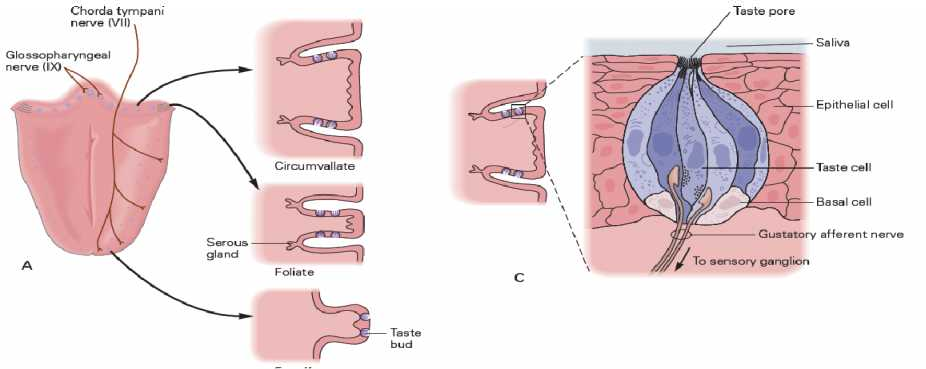 Chorda tympani
nerve (VII)
Glossopharyngeal
nerve (IX)
Circumvallate
Serous
gland
Foliate
Taste
bud
A
Taste pore
Saliva
Epithelial cell
Taste cell
Basal cell
Gustatory afferent nerve
To sensory ganglion
C